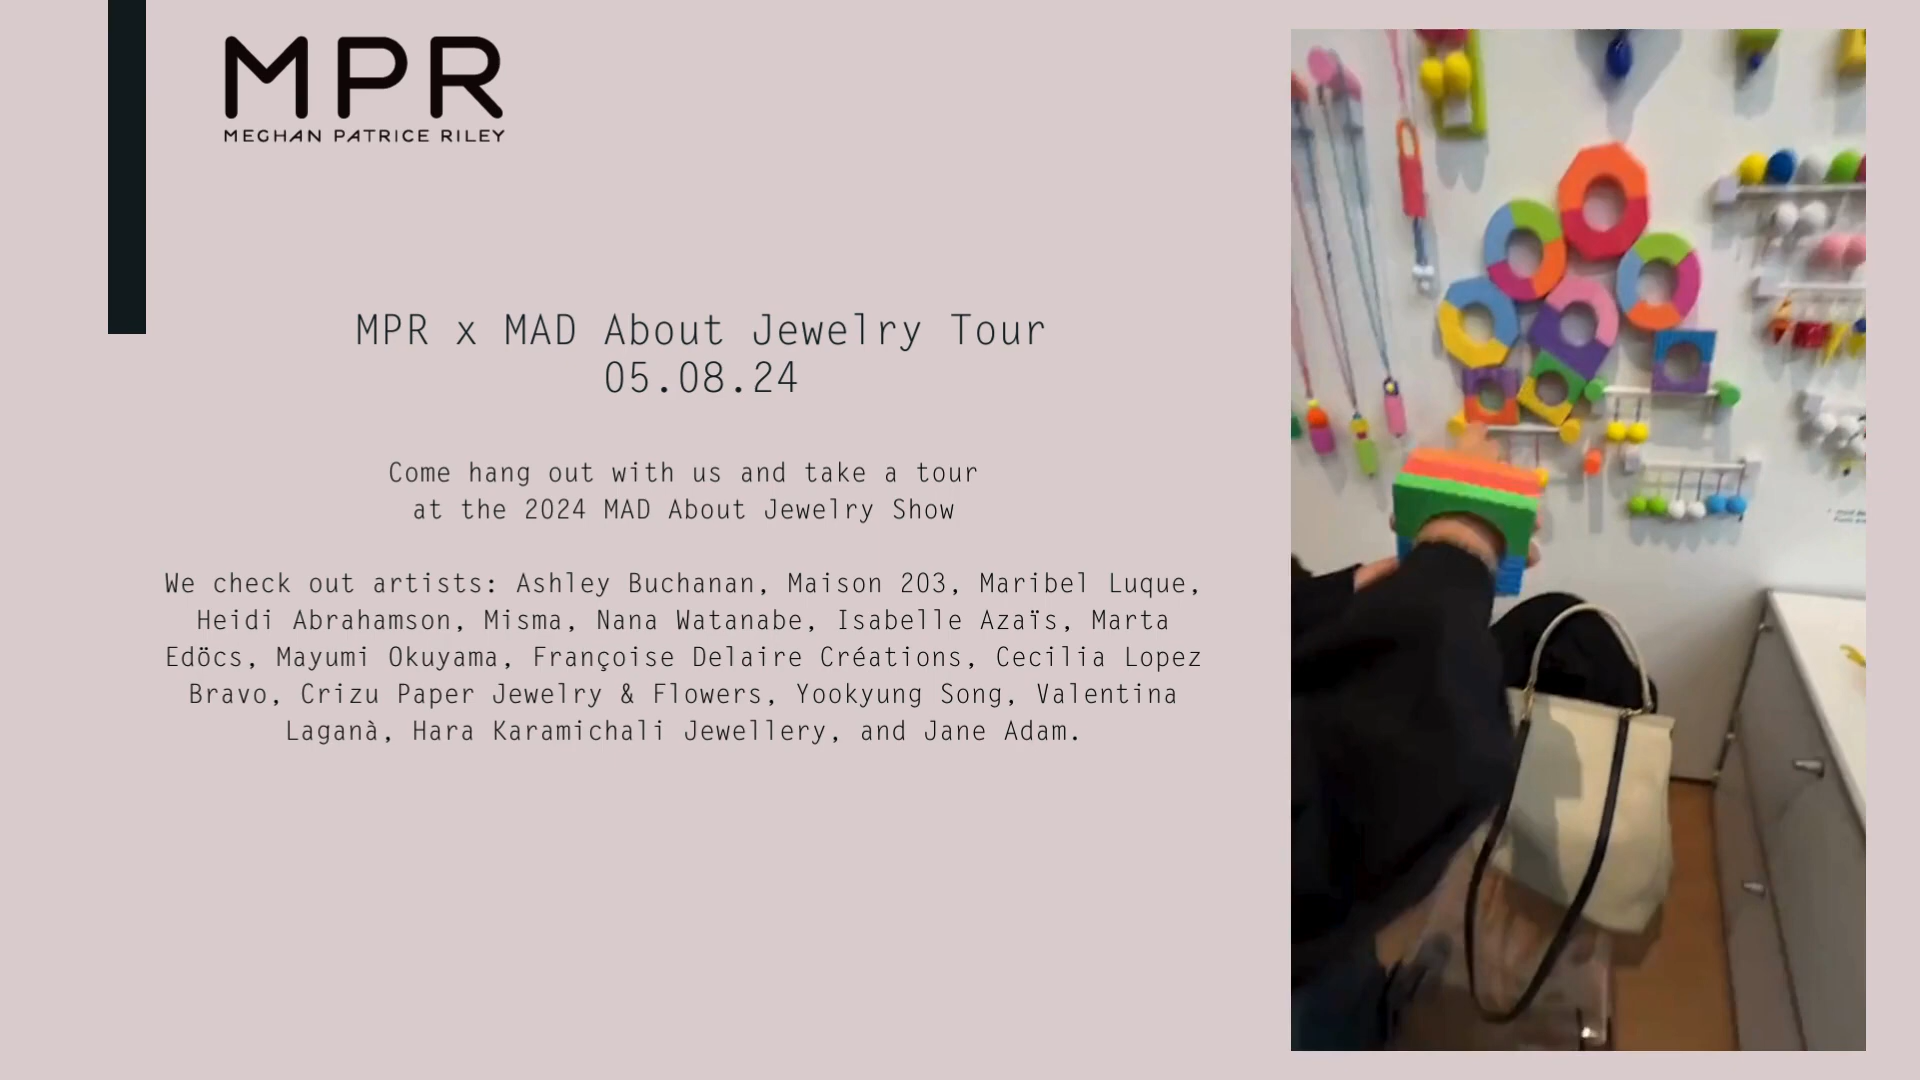 MPR
MEGHAN PATRICE RILEY
MPR x MAD About Jewelry Tour
05.08.24
Come hang out with us and take a tour
at the 2024 MAD About Jewelry Show
We check out artists: Ashley Buchanan, Maison 203, Maribel Luque,
Heidi Abrahamson, Misma, Nana Watanabe, Isabelle Azaïs, Marta
Edöcs, Mayumi Okuyama, Françoise Delaire Créations, Cecilia Lopez
Bravo, Crizu Paper Jewelry & Flowers, Yookyung Song, Valentina
Laganà, Hara Karamichali Jewellery, and Jane Adam.